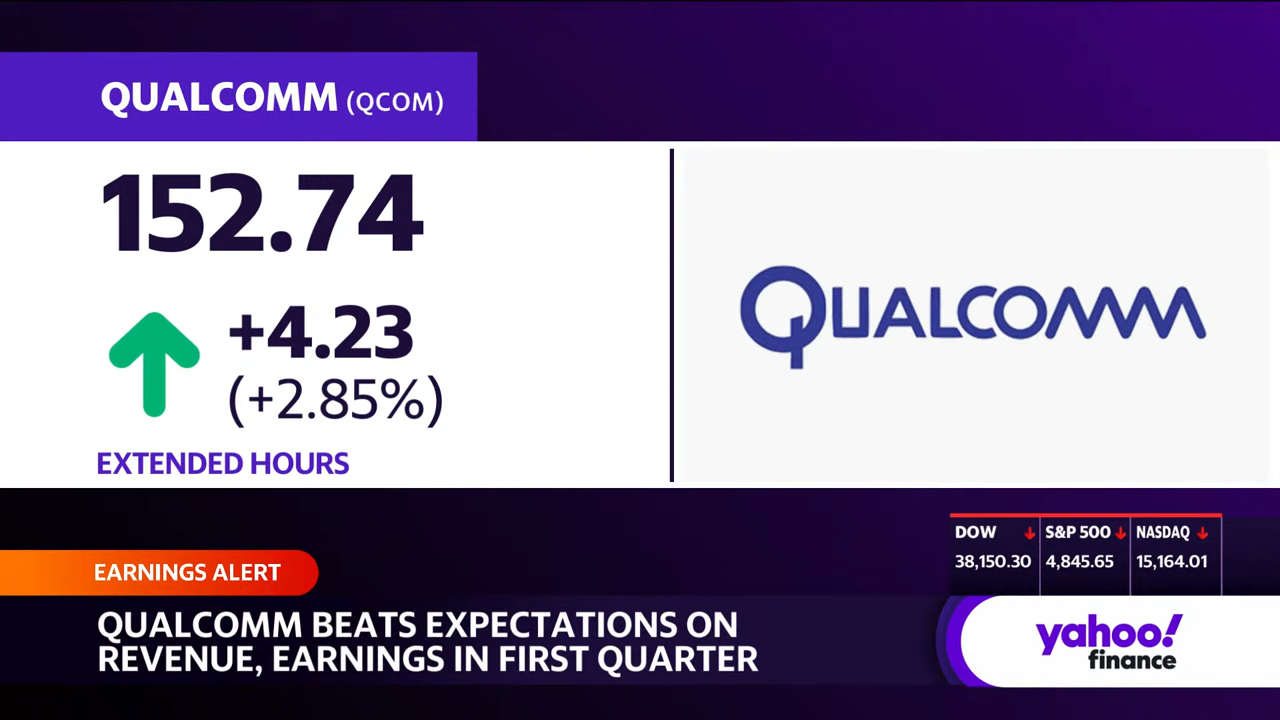 QUALCOMM (QCOM)
152.74
+4.23
(+2.85%)
EXTENDED HOURS
QUALCOMM
DOW S&P 500 NASDAQ
38,150.30 4,845.65 15,164.01
EARNINGS ALERT
QUALCOMM BEATS EXPECTATIONS ON
REVENUE, EARNINGS IN FIRST QUARTER
yahoo!
finance